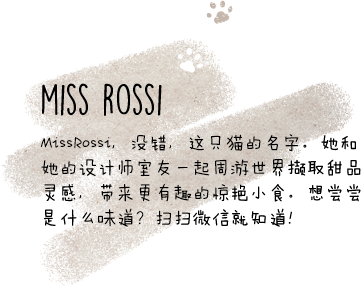 MISS ROSSI
MissRossi, 没错, 这只猫的名字。她和
她的设计师室友一起周游世界撷取甜品
灵感, 带来更有趣的惊艳小食。想尝尝
是什么味道? 扫扫微信就知道!